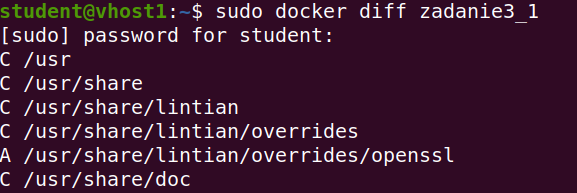 student@vhost1:~$ sudo docker diff zadanie3_1
[sudo] password for student:
C /usr
C /usr/share
C /usr/share/lintian
C /usr/share/lintian/overrides
A /usr/share/lintian/overrides/openssl
C /usr/share/doc